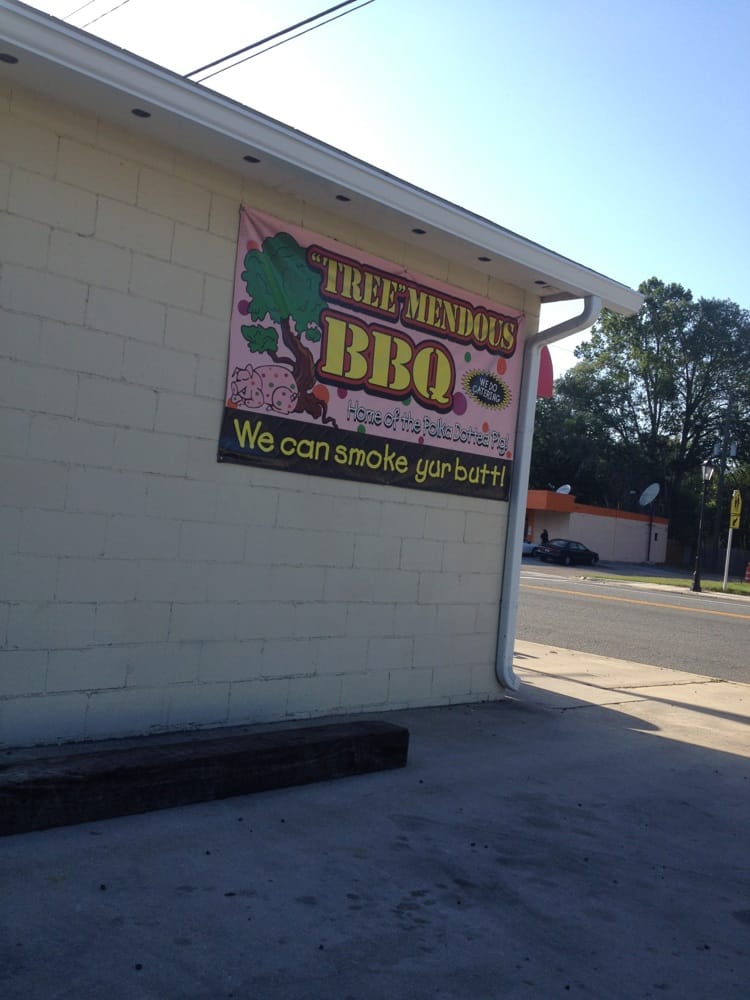 "TREE"MENDOUS
BBQ
WE DO
CATERING
Home of the Polka Dotted Pig!
We can smoke yur butt!